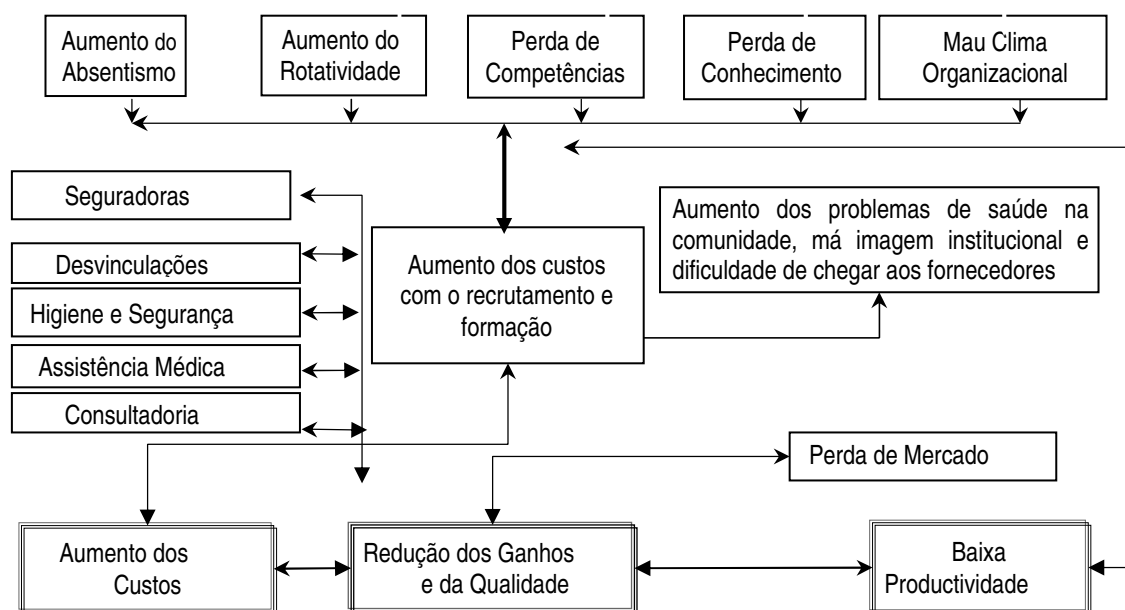 Aumento do
Absentismo
Aumento do
Rotatividade
Perda de
Competências
Perda de
Conhecimento
Mau Clima
Organizacional
Seguradoras
Desvinculações
Higiene e Segurança
Assistência Médica
Consultadoria
Aumento dos custos
com o recrutamento e
formação
Aumento dos problemas de saúde na
comunidade, má imagem institucional e
dificuldade de chegar aos fornecedores
Perda de Mercado
Aumento dos
Custos
Redução dos Ganhos
e da Qualidade
Baixa
Productividade